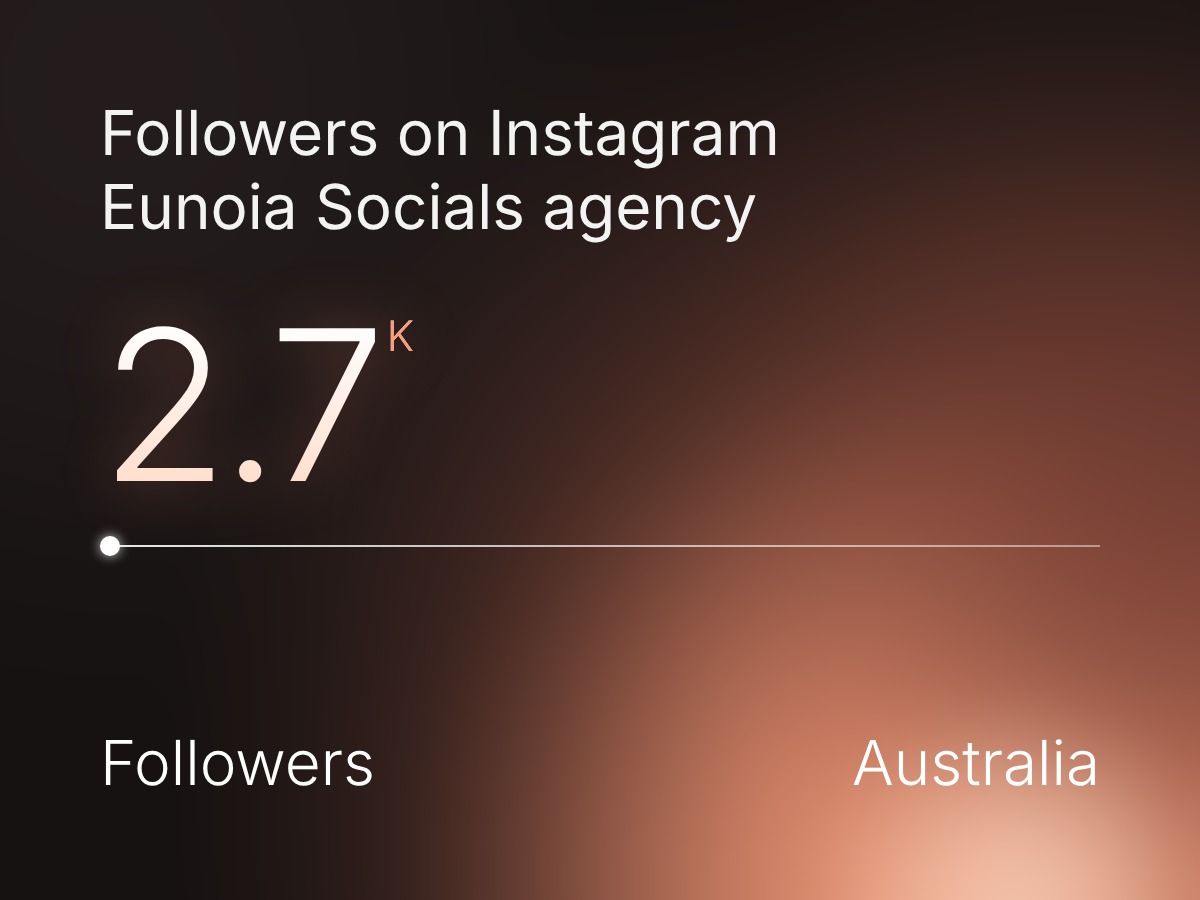 Followers on Instagram
Eunoia Socials agency
2.7K
Followers
Australia